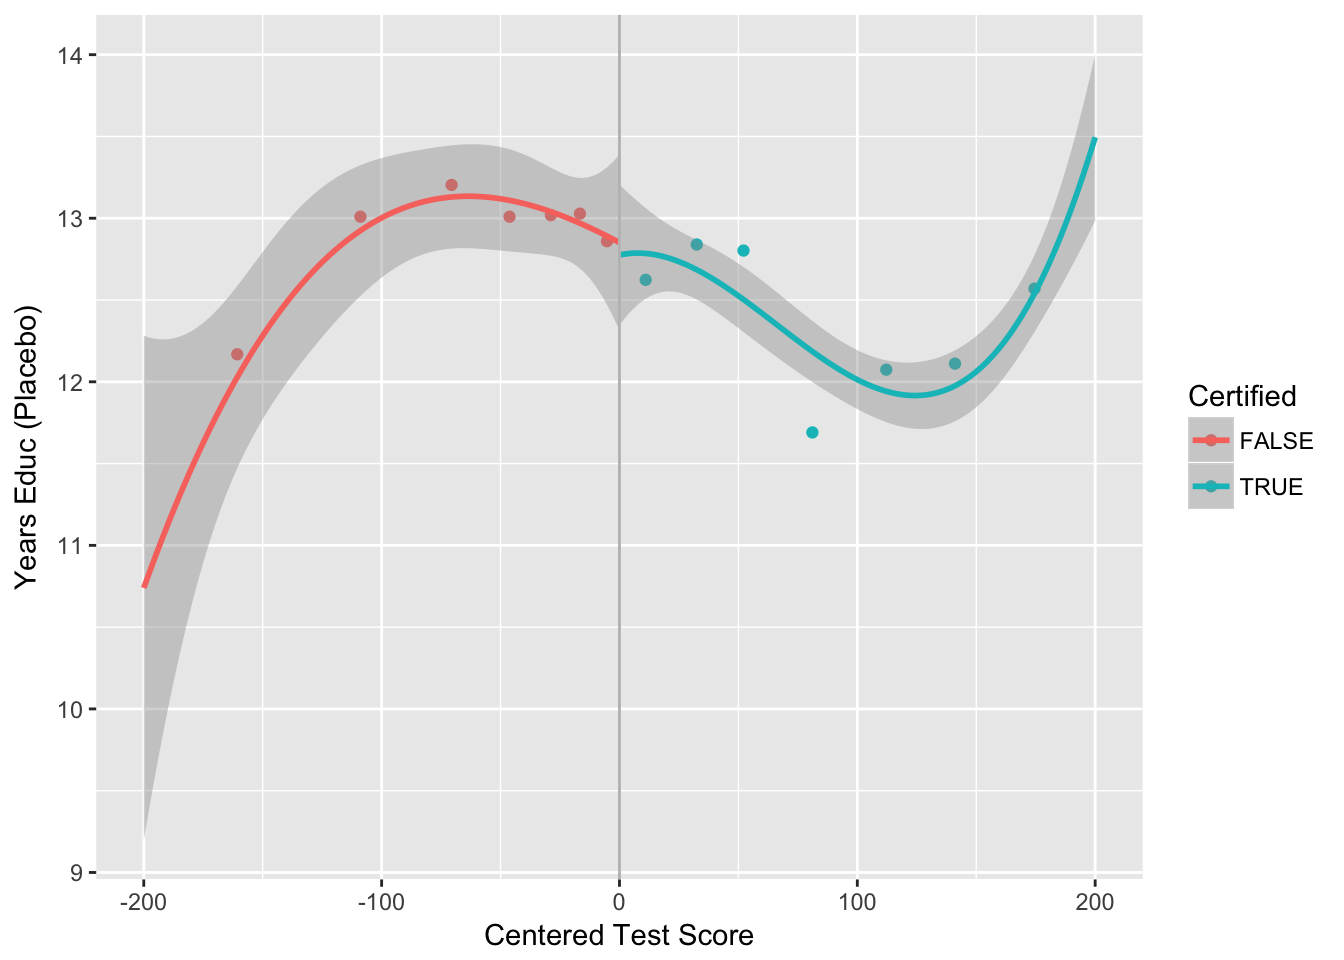 14
13
12
11
10
9
Years Educ (Placebo)
-200
-100
0
100
200
Centered Test Score
Certified
FALSE
TRUE